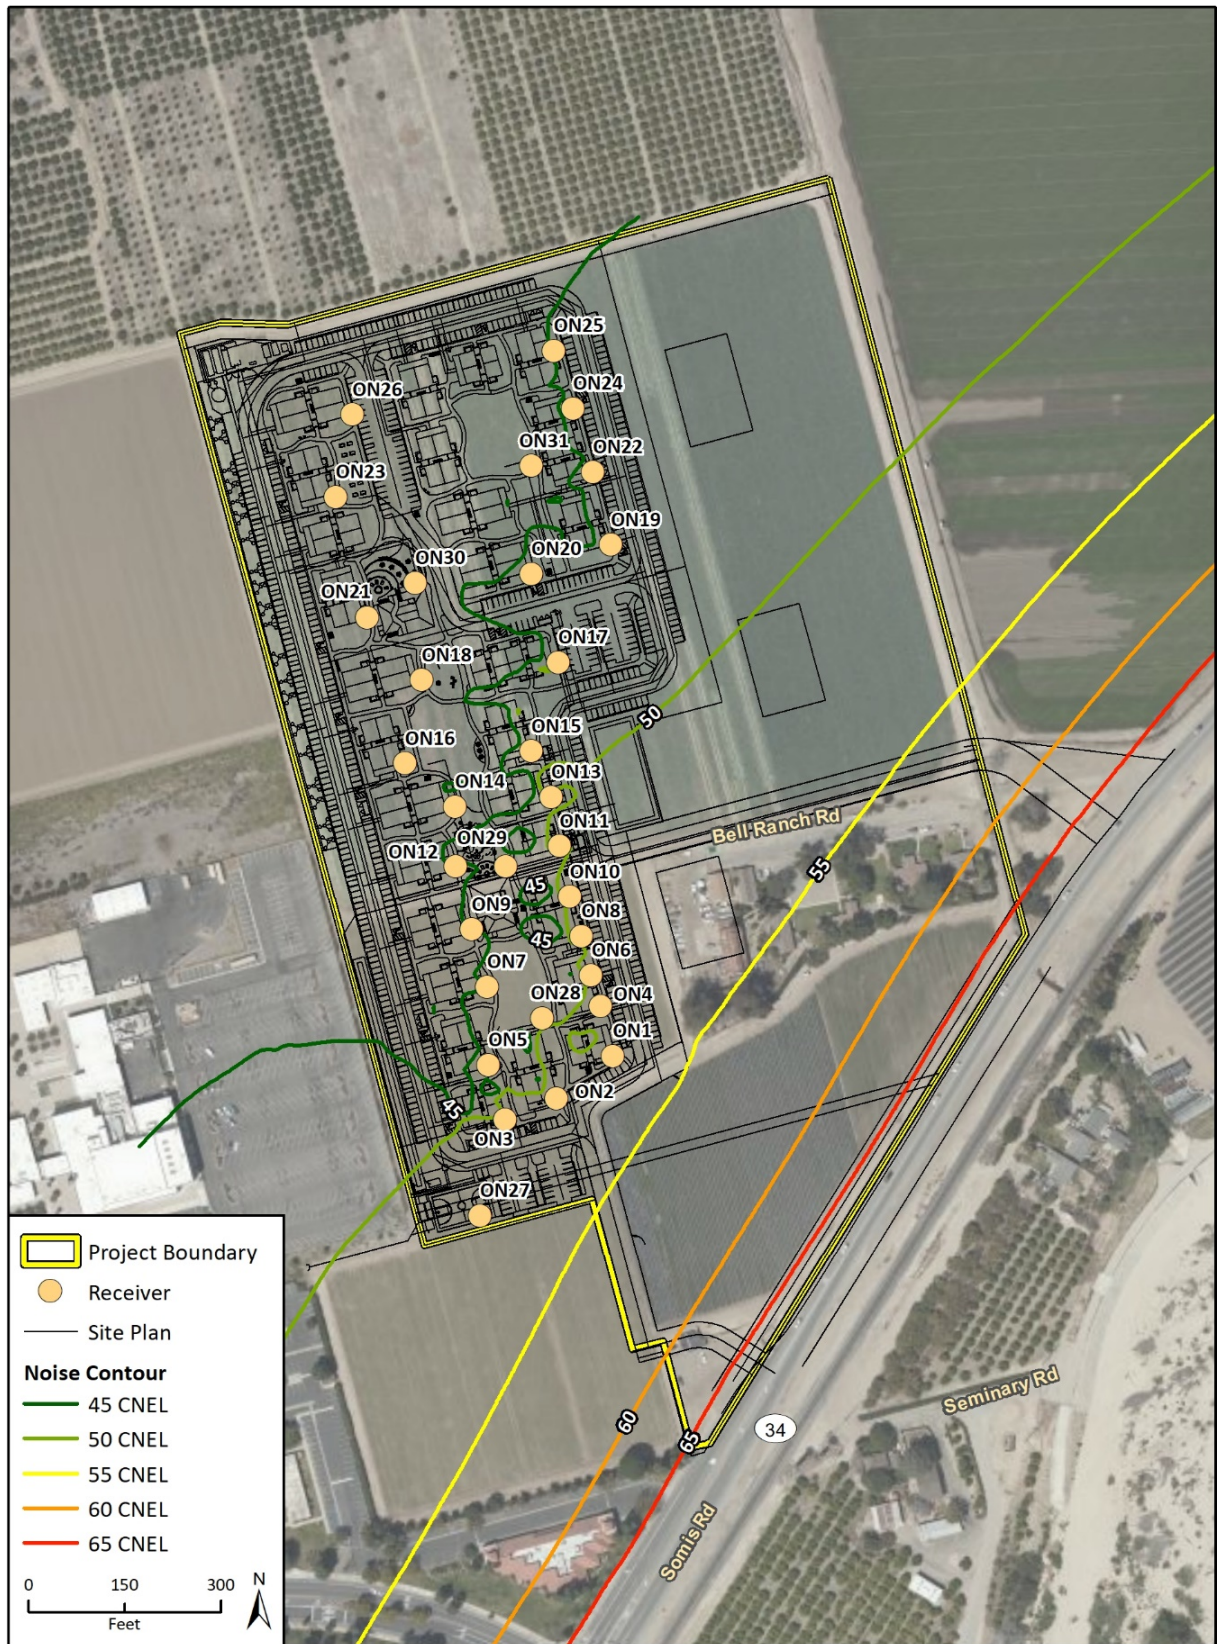 ON25
ON24
ON26
ON31
ON22
ON23
ON19
ON20
ON30
ON21
ON17
ON18
50
ON15
ON16
ON13
ON14
ON11
Bell Ranch Rd
ON29
ON12
55
45
ON10
ON9
ON8
45
ON6
ON7
ON28
ON4
ON5
ON1
ON2
45
ON3
ON27
Project Boundary
Receiver
Site Plan
Noise Contour
45 CNEL
50 CNEL
55 CNEL
60 CNEL
65 CNEL
0 150 300
Feet
N
Seminary Rd
60
65
34
Somis Rd